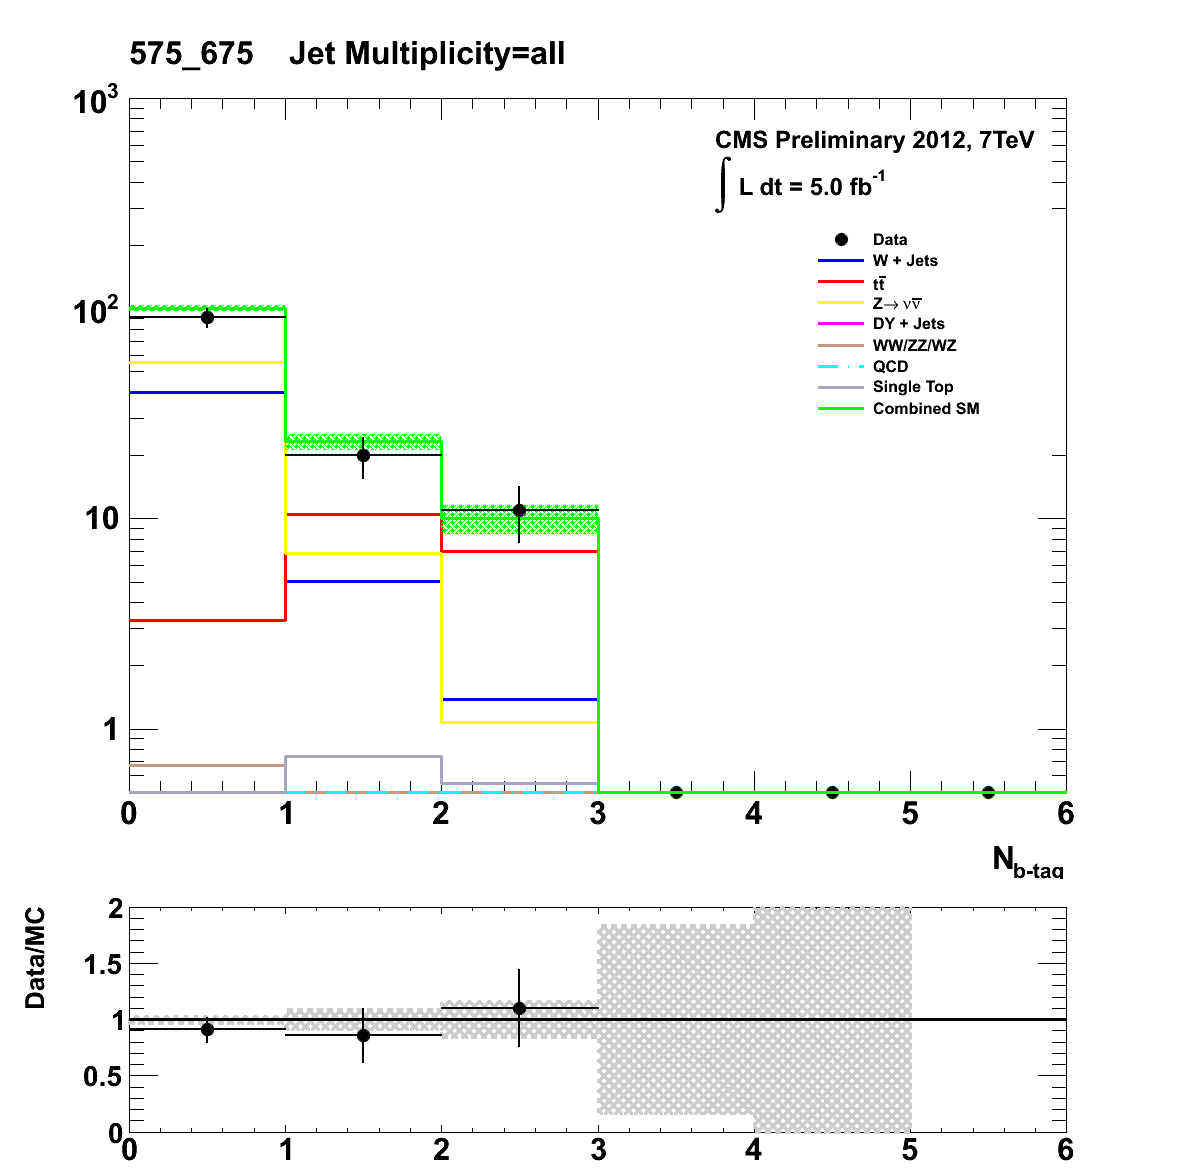 575_675 Jet Multiplicity=all
10³
CMS Preliminary 2012, 7TeV
∫ L dt = 5.0 fb⁻¹
Data
W + Jets
tt̅
Z→ νν̅
DY + Jets
WW/ZZ/WZ
QCD
Single Top
Combined SM
10²
10
1
0 1 2 3 4 5 6
N_b-tag
Data/MC
2
1.5
1
0.5
0
0 1 2 3 4 5 6